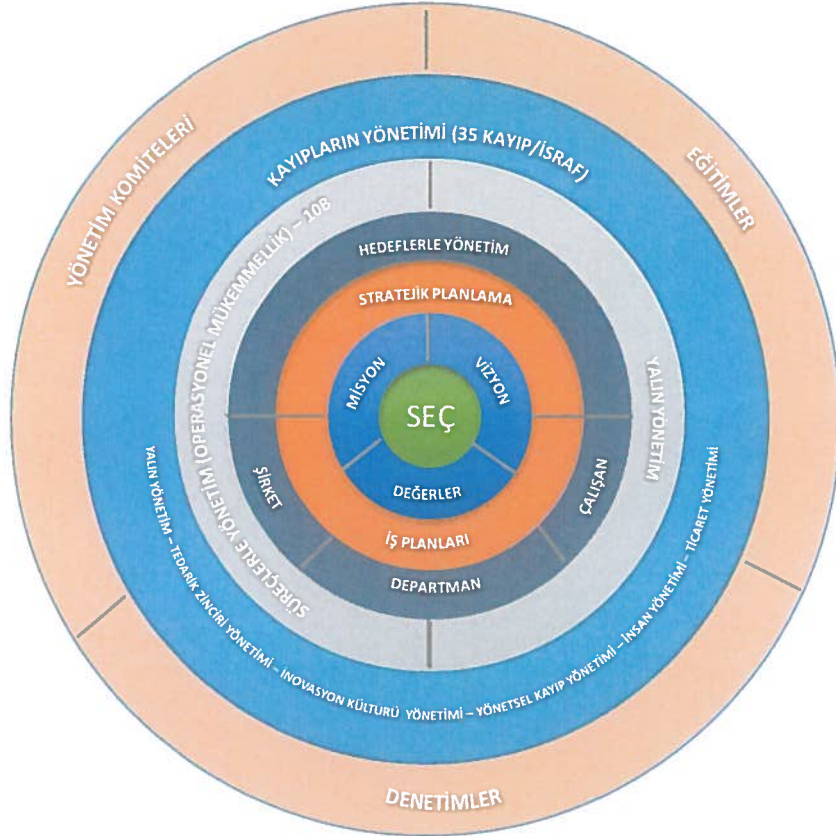 YÖNETİM KOMİTELERİ
EĞİTİMLER
KAYIPLARIN YÖNETİMİ (35 KAYIP/İSRAF)
SÜREÇLERLE YÖNETİM (OPERASYONEL MÜKEMMELLİK) – 10B
YALIN YÖNETİM
HEDEFLERLE YÖNETİM
STRATEJİK PLANLAMA
MİSYON
VİZYON
SEÇ
DEĞERLER
ŞİRKET
ÇALIŞAN
İŞ PLANLARI
DEPARTMAN
YALIN YÖNETİM – TEDARİK ZİNCİRİ YÖNETİMİ – İNOVASYON KÜLTÜRÜ YÖNETİMİ – YÖNETSEL KAYIP YÖNETİMİ – İNSAN YÖNETİMİ – TİCARET YÖNETİMİ
DENETİMLER